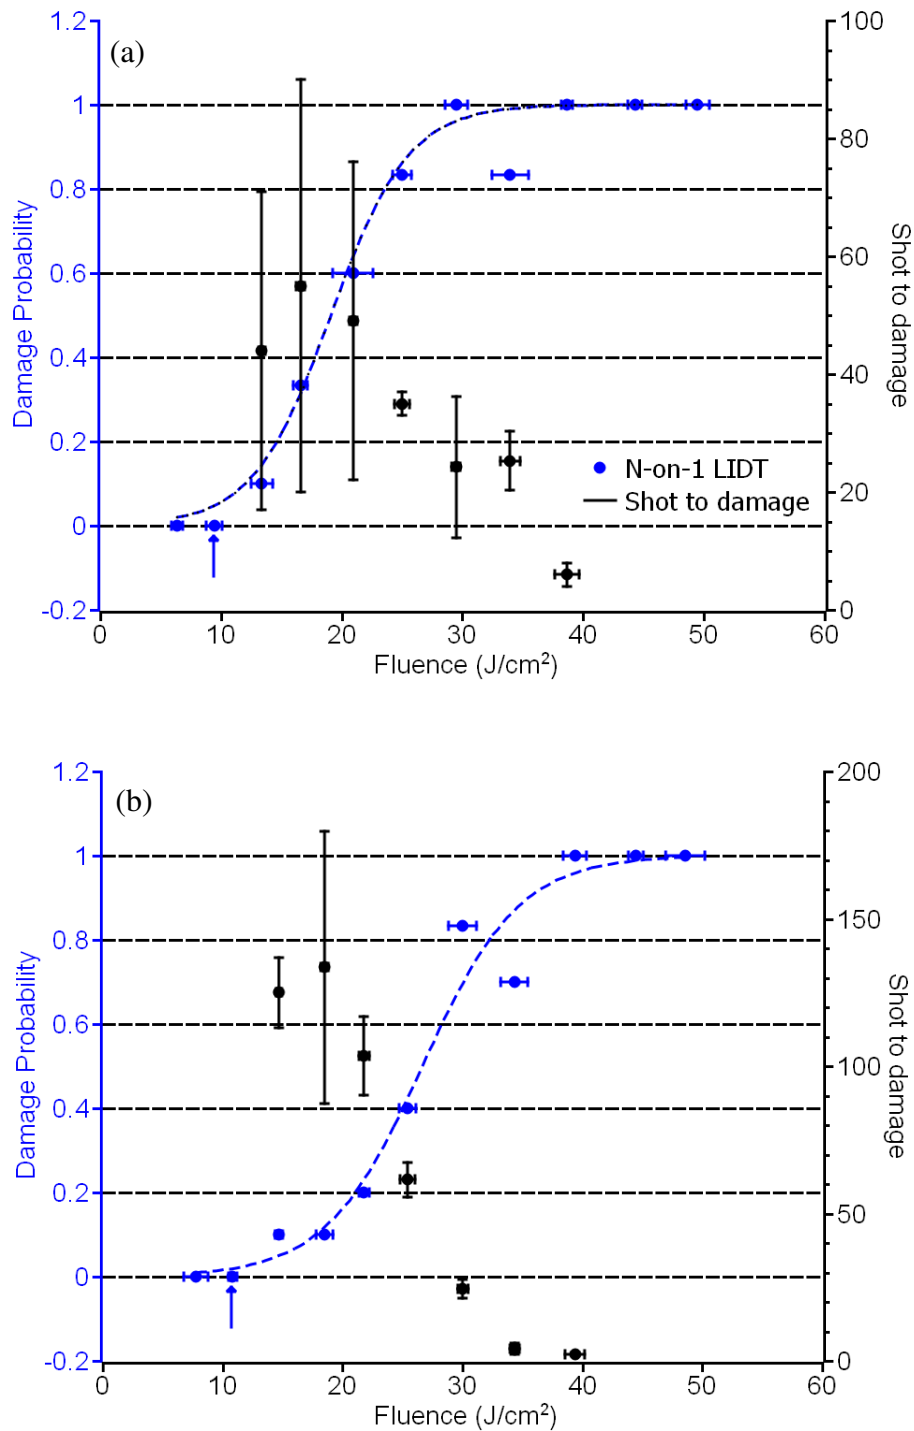 (a)
1.2
1
0.8
0.6
0.4
0.2
0
-0.2
Damage Probability
100
80
60
40
20
0
Shot to damage
N-on-1 LIDT
Shot to damage
0 10 20 30 40 50 60
Fluence (J/cm²)
(b)
1.2
1
0.8
0.6
0.4
0.2
0
-0.2
Damage Probability
200
150
100
50
0
Shot to damage
0 10 20 30 40 50 60
Fluence (J/cm²)